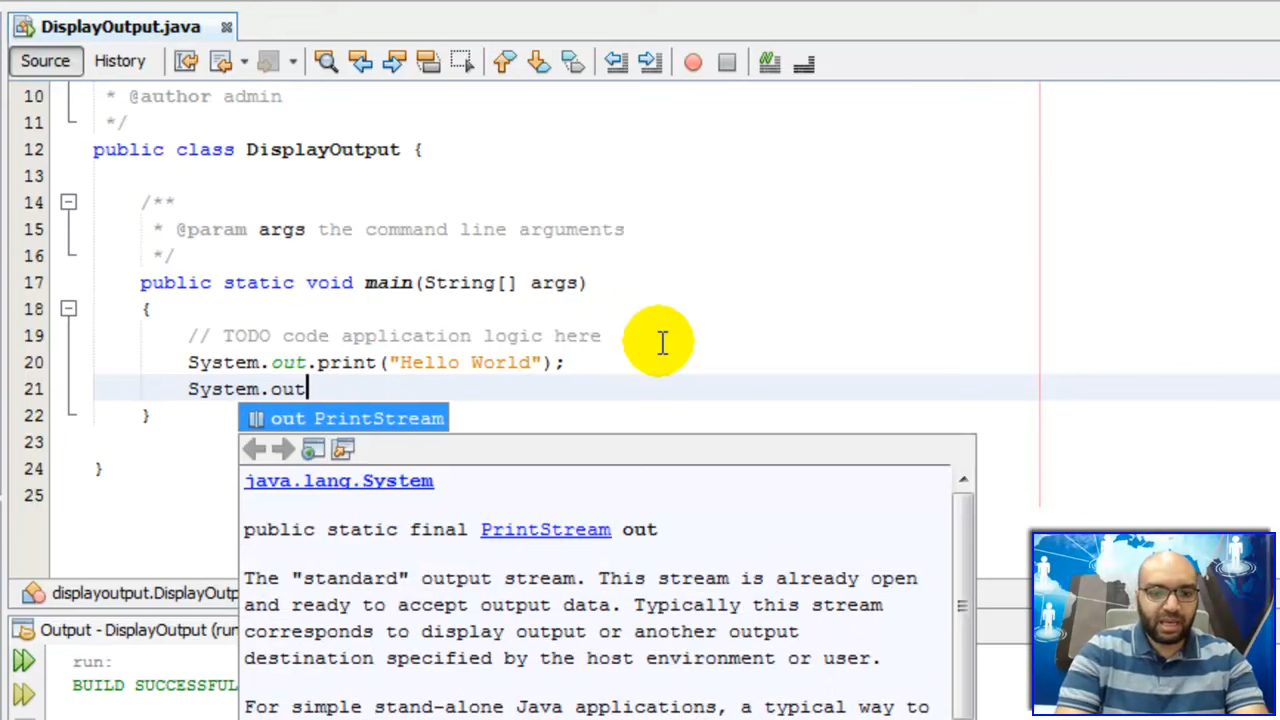 DisplayOutput.java
Source History
10 * @author admin
11 */
12 public class DisplayOutput {
13
14 /**
15 * @param args the command line arguments
16 */
17 public static void main(String[] args)
18 {
19 // TODO code application logic here
20 System.out.print("Hello World");
21 System.out
22 }
out PrintStream
23
24 }
25
java.lang.System
public static final PrintStream out
The "standard" output stream. This stream is already open
and ready to accept output data. Typically this stream
corresponds to display output or another output
destination specified by the host environment or user.
For simple stand-alone Java applications, a typical way to
displayoutput.DisplayOutp
Output - DisplayOutput (run
run:
BUILD SUCCESSFUL